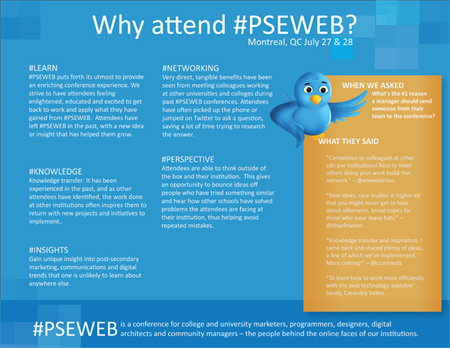 Why attend #PSEWEB?
Montreal, QC July 27 & 28
#LEARN
#PSEWEB puts forth its utmost to provide
an enriching conference experience. We
strive to have attendees feeling
enlightened, educated and excited to get
back to work and apply what they have
gained from #PSEWEB. Attendees have
left #PSEWEB in the past, with a new idea
or insight that has helped them grow.
#KNOWLEDGE
Knowledge transfer: It has been
experienced in the past, and as other
attendees have identified, the work done
at other institutions often inspires them to
return with new projects and initiatives to
implement..
#INSIGHTS
Gain unique insight into post-secondary
marketing, communications and digital
trends that one is unlikely to learn about
anywhere else.
#NETWORKING
Very direct, tangible benefits have been
seen from meeting colleagues working
at other universities and colleges during
past #PSEWEB conferences. Attendees
have often picked up the phone or
jumped on Twitter to ask a question,
saving a lot of time trying to research
the answer.
#PERSPECTIVE
Attendees are able to think outside of
the box and their institution. This gives
an opportunity to bounce ideas off
people who have tried something similar
and hear how other schools have solved
problems the attendees are facing at
their institution, thus helping avoid
repeated mistakes.
WHEN WE ASKED
What's the #1 reason
a manager should send
someone from their
team to the conference?
WHAT THEY SAID
"Connection to colleagues at other
cdn pse institutions! Nice to meet
others doing your work build that
network." –
"New ideas, case studies in higher ed
that you might never get to hear
about otherwise, broad topics for
those who wear many hats." –
"Knowledge transfer and inspiration. I
came back and shared plenty of ideas,
a few of which we've implemented.
More coming!" –
"To learn how to work more efficiently
with the best technology available" -
Sandy, Casandra Vallier
#PSEWEB is a conference for college and university marketers, programmers, designers, digital
architects and community managers – the people behind the online faces of our institutions.